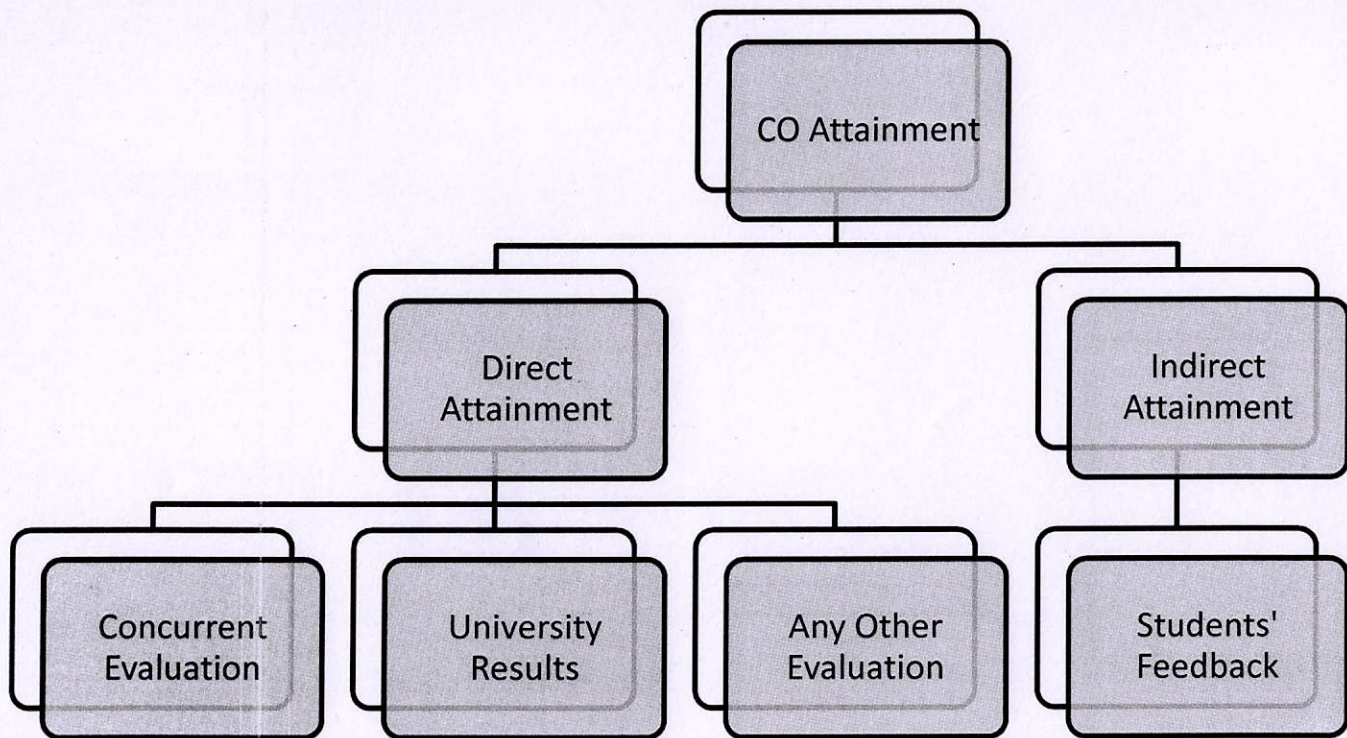 CO Attainment
Direct
Attainment
Indirect
Attainment
Concurrent
Evaluation
University
Results
Any Other
Evaluation
Students'
Feedback